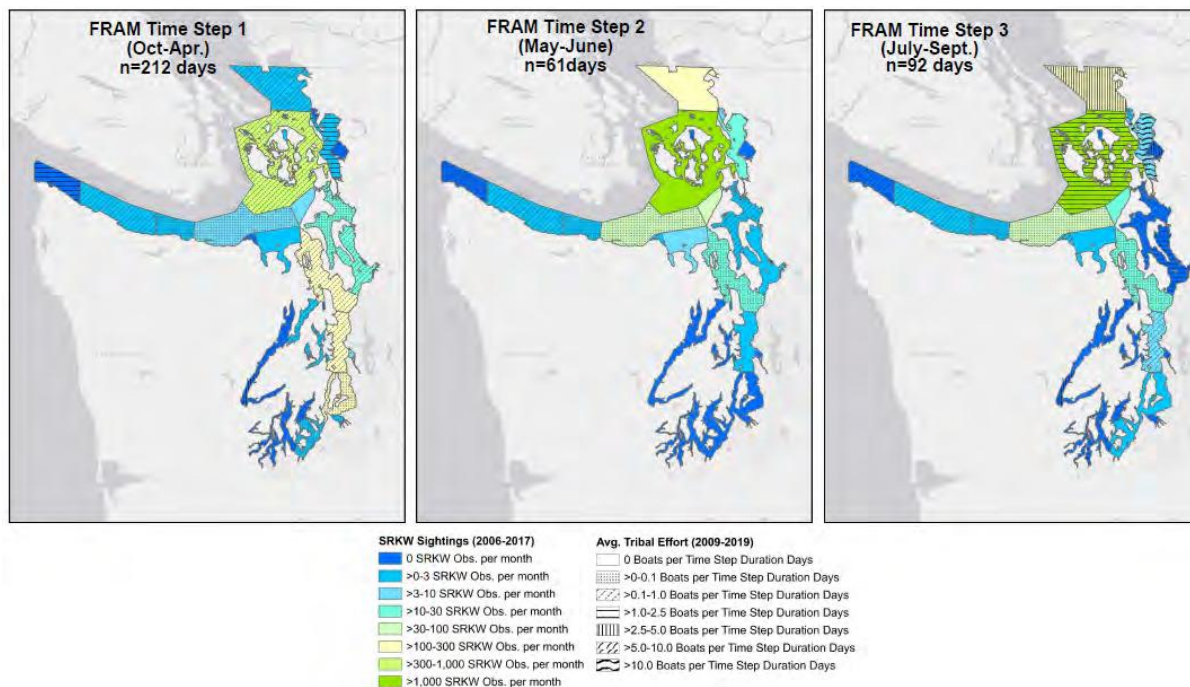 FRAM Time Step 1
(Oct-Apr.)
n=212 days
FRAM Time Step 2
(May-June)
n=61days
FRAM Time Step 3
(July-Sept.)
n=92 days
SRKW Sightings (2006-2017)
0 SRKW Obs. per month
>0-3 SRKW Obs. per month
>3-10 SRKW Obs. per month
>10-30 SRKW Obs. per month
>30-100 SRKW Obs. per month
>100-300 SRKW Obs. per month
>300-1,000 SRKW Obs. per month
>1,000 SRKW Obs. per month
Avg. Tribal Effort (2009-2019)
0 Boats per Time Step Duration Days
>0-0.1 Boats per Time Step Duration Days
>0.1-1.0 Boats per Time Step Duration Days
>1.0-2.5 Boats per Time Step Duration Days
>2.5-5.0 Boats per Time Step Duration Days
>5.0-10.0 Boats per Time Step Duration Days
>10.0 Boats per Time Step Duration Days